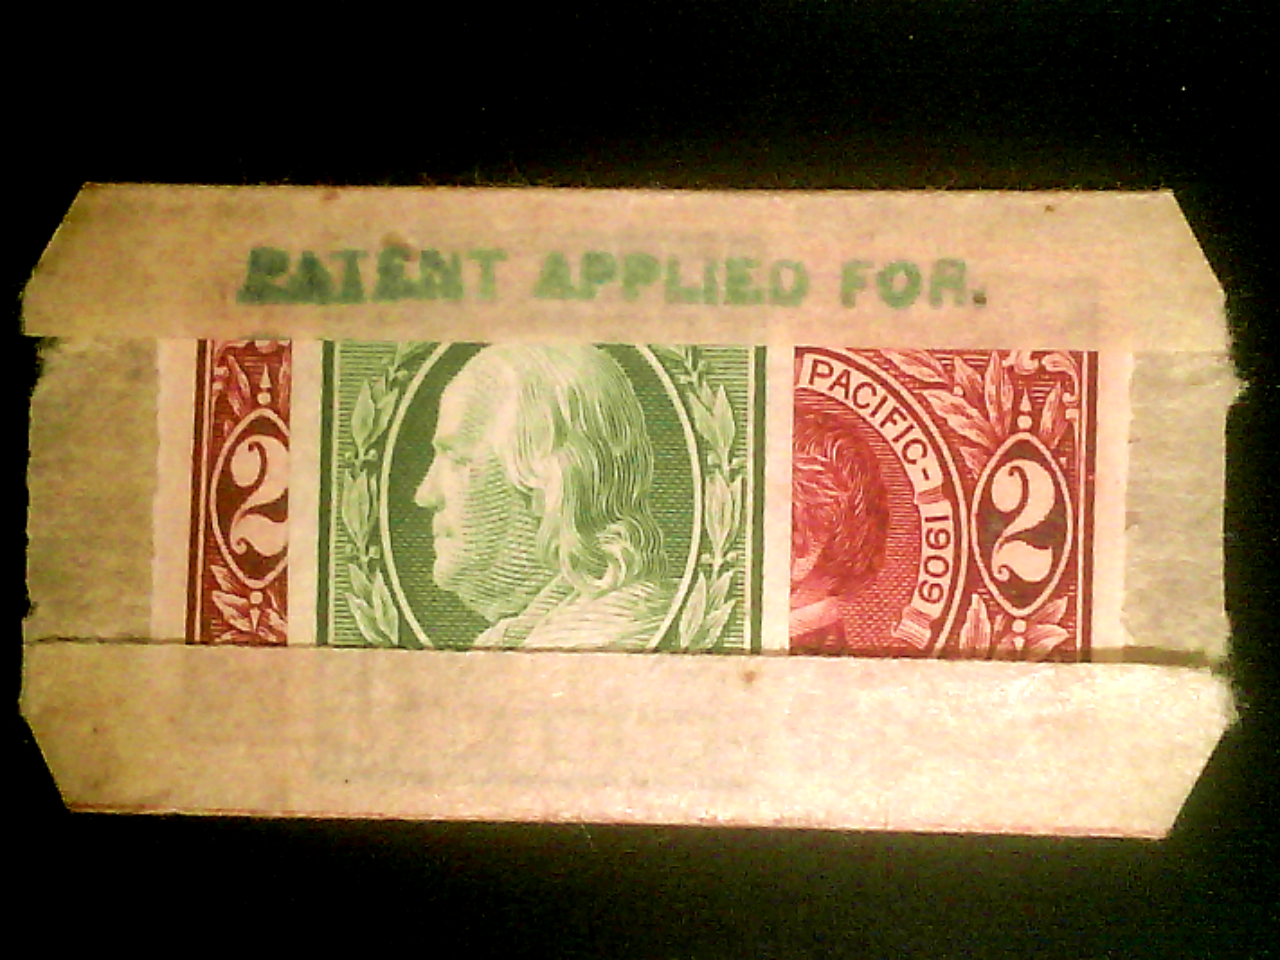 PATENT APPLIED FOR.
2 PACIFIC - 1909 2